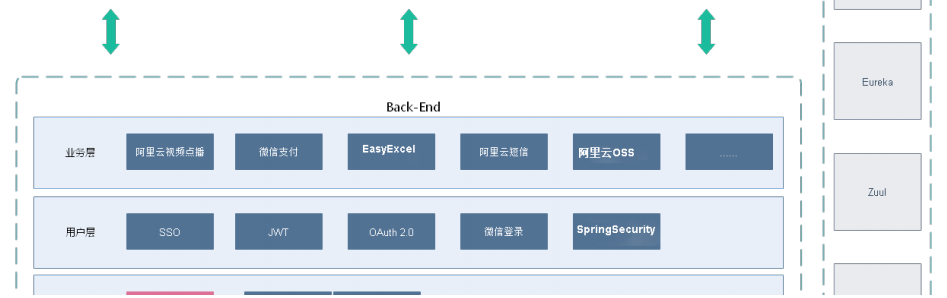 Back-End
业务层
阿里云视频点播
微信支付
EasyExcel
阿里云短信
阿里云OSS
......
用户层
SSO
JWT
OAuth 2.0
微信登录
SpringSecurity
Eureka
Zuul